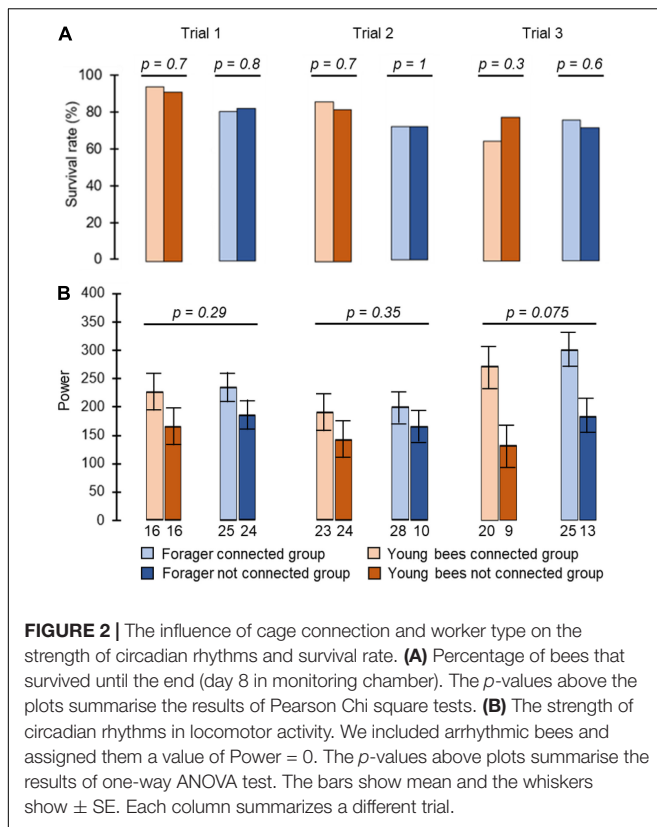 A
Trial 1 Trial 2 Trial 3
p = 0.7 p = 0.8 p = 0.7 p = 1 p = 0.3 p = 0.6
Survival rate (%)
100
80
60
40
20
0
B
400
350
300
250
200
150
100
50
0
Power
p = 0.29 p = 0.35 p = 0.075
16 16 25 24 23 24 28 10 20 9 25 13
Forager connected group Young bees connected group
Forager not connected group Young bees not connected group
FIGURE 2 | The influence of cage connection and worker type on the
strength of circadian rhythms and survival rate. (A) Percentage of bees that
survived until the end (day 8 in monitoring chamber). The p-values above the
plots summarise the results of Pearson Chi square tests. (B) The strength of
circadian rhythms in locomotor activity. We included arrhythmic bees and
assigned them a value of Power = 0. The p-values above plots summarise the
results of one-way ANOVA test. The bars show mean and the whiskers
show ± SE. Each column summarizes a different trial.